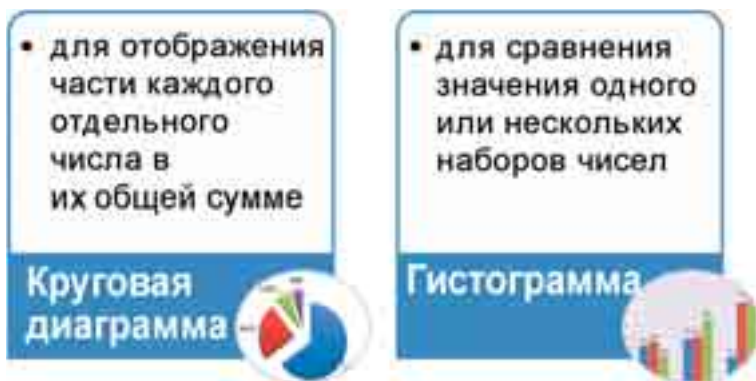 • для отображения
части каждого
отдельного
числа в
их общей сумме
Круговая
диаграмма
• для сравнения
значения одного
или нескольких
наборов чисел
Гистограмма